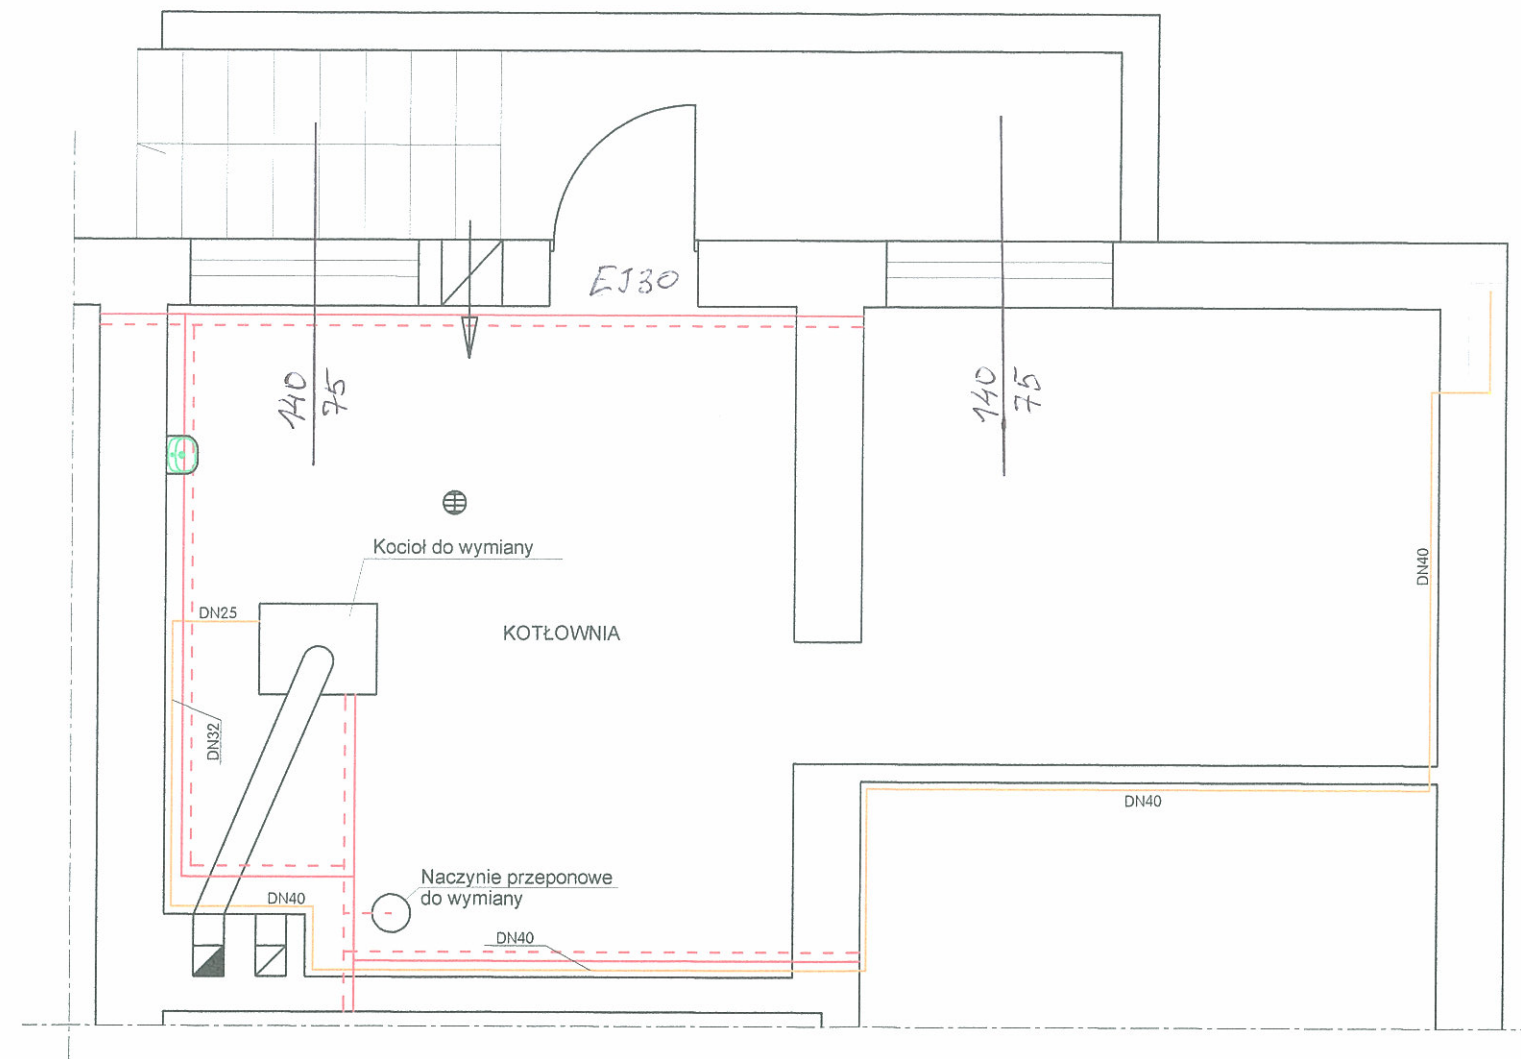 EI30
140
75
140
75
Kocioł do wymiany
DN40
DN25
KOTŁOWNIA
DN32
DN40
Naczynie przeponowe
do wymiany
DN40
DN40